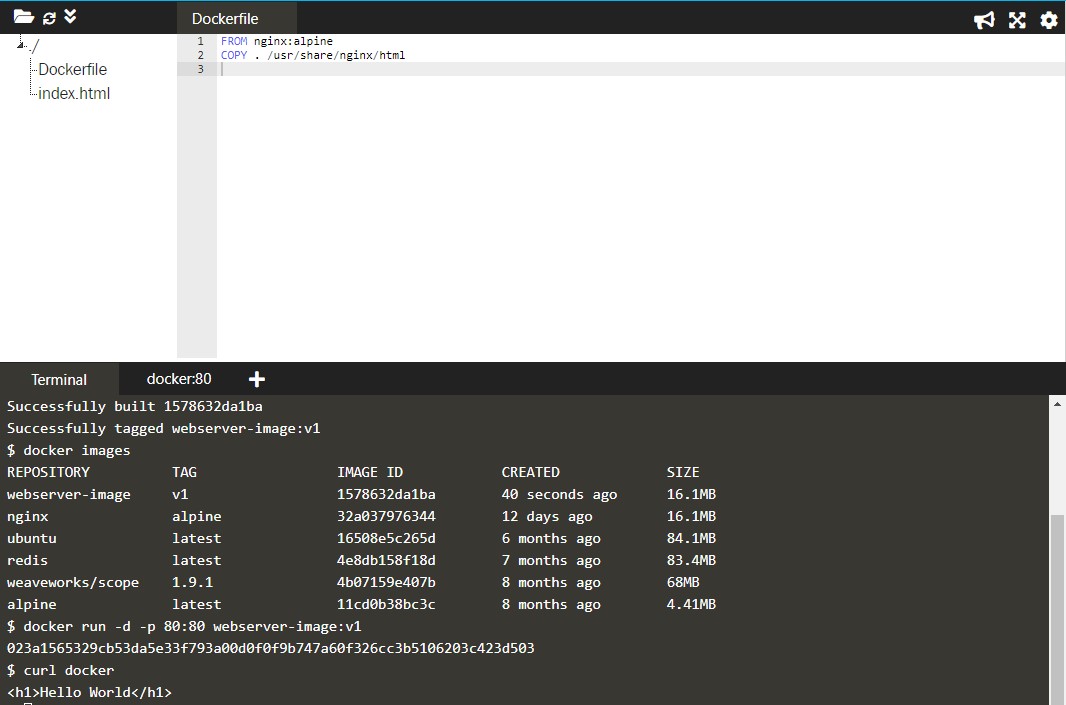 Dockerfile
./
Dockerfile
index.html
1 FROM nginx:alpine
2 COPY . /usr/share/nginx/html
3
Terminal docker:80
Successfully built 1578632da1ba
Successfully tagged webserver-image:v1
$ docker images
REPOSITORY TAG IMAGE ID CREATED SIZE
webserver-image v1 1578632da1ba 40 seconds ago 16.1MB
nginx alpine 32a037976344 12 days ago 16.1MB
ubuntu latest 16508e5c265d 6 months ago 84.1MB
redis latest 4e8db158f18d 7 months ago 83.4MB
weaveworks/scope 1.9.1 4b07159e407b 8 months ago 68MB
alpine latest 11cd0b38bc3c 8 months ago 4.41MB
$ docker run -d -p 80:80 webserver-image:v1
023a1565329cb53da5e33f793a00d0f0f9b747a60f326cc3b5106203c423d503
$ curl docker
<h1>Hello World</h1>